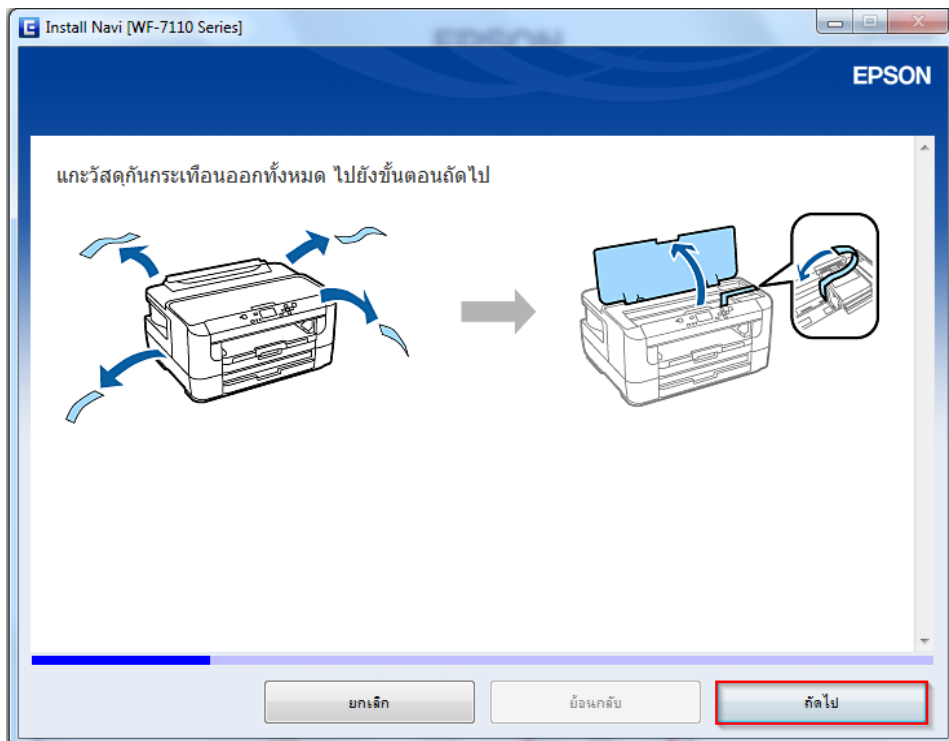 Install Navi [WF-7110 Series]
EPSON
แกะวัสดุกันกระเทือนออกทั้งหมด ไปยังขั้นตอนถัดไป
ยกเลิก
ย้อนกลับ
ถัดไป